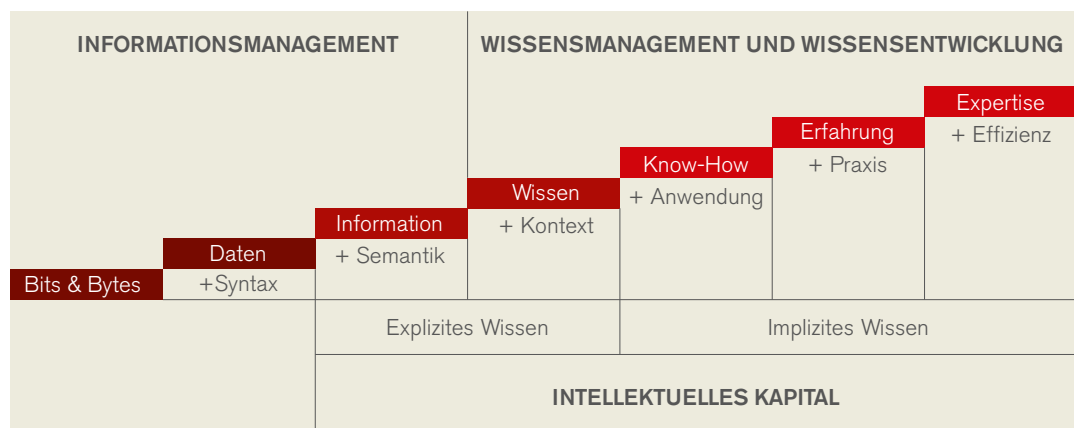 INFORMATIONSMANAGEMENT
WISSENSMANAGEMENT UND WISSENSENTWICKLUNG
Expertise
+ Effizienz
Erfahrung
+ Praxis
Know-How
+ Anwendung
Wissen
+ Kontext
Information
+ Semantik
Daten
+Syntax
Bits & Bytes
Explizites Wissen
Implizites Wissen
INTELLEKTUELLES KAPITAL